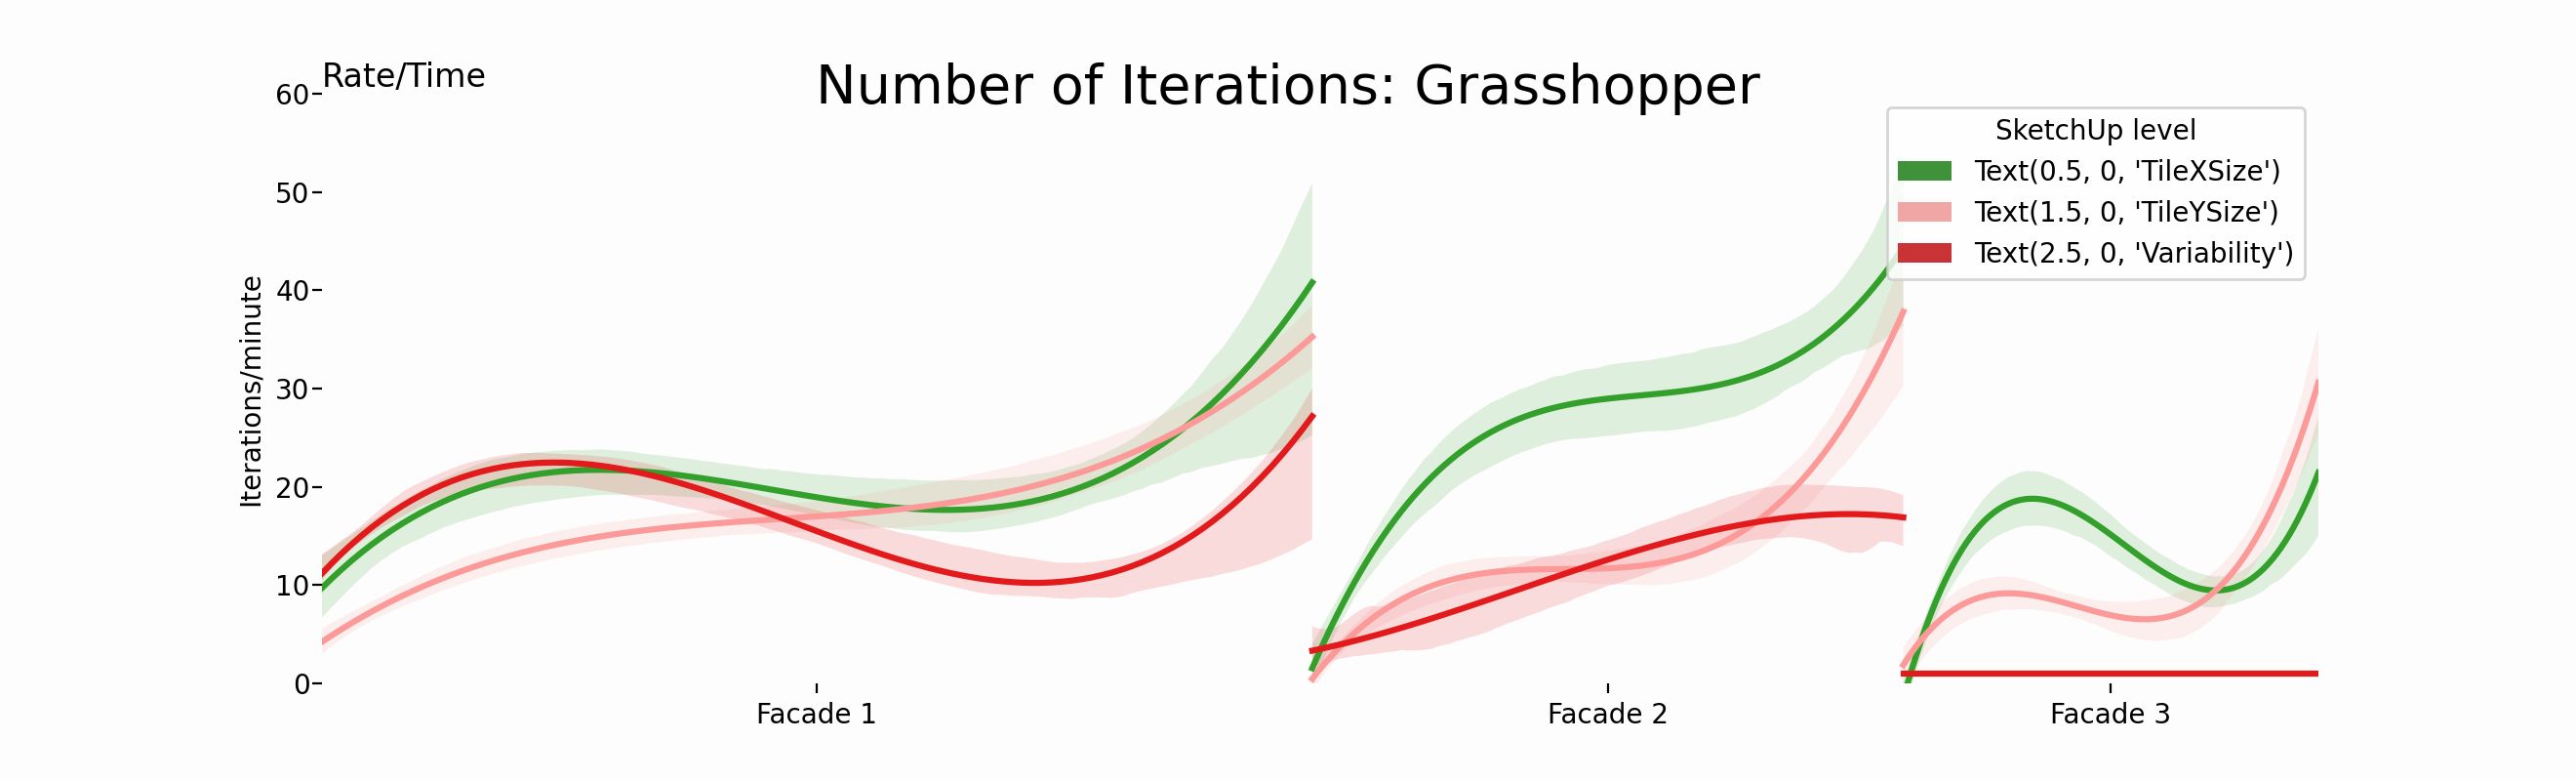 Rate/Time
Number of Iterations: Grasshopper
Iterations/minute
60
50
40
30
20
10
0
SketchUp level
Text(0.5, 0, 'TileXSize')
Text(1.5, 0, 'TileYSize')
Text(2.5, 0, 'Variability')
Facade 1
Facade 2
Facade 3